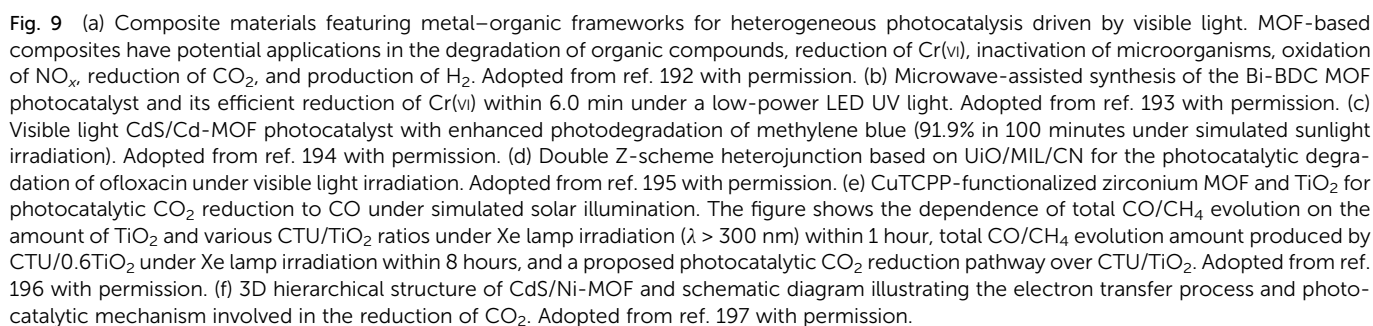 Fig. 9 (a) Composite materials featuring metal–organic frameworks for heterogeneous photocatalysis driven by visible light. MOF-based
composites have potential applications in the degradation of organic compounds, reduction of Cr(VI), inactivation of microorganisms, oxidation
of NOx, reduction of CO2, and production of H2. Adopted from ref. 192 with permission. (b) Microwave-assisted synthesis of the Bi-BDC MOF
photocatalyst and its efficient reduction of Cr(VI) within 6.0 min under a low-power LED UV light. Adopted from ref. 193 with permission. (c)
Visible light CdS/Cd-MOF photocatalyst with enhanced photodegradation of methylene blue (91.9% in 100 minutes under simulated sunlight
irradiation). Adopted from ref. 194 with permission. (d) Double Z-scheme heterojunction based on UiO/MIL/CN for the photocatalytic degra-
dation of ofloxacin under visible light irradiation. Adopted from ref. 195 with permission. (e) CuTCPP-functionalized zirconium MOF and TiO2 for
photocatalytic CO2 reduction to CO under simulated solar illumination. The figure shows the dependence of total CO/CH4 evolution on the
amount of TiO2 and various CTU/TiO2 ratios under Xe lamp irradiation (λ > 300 nm) within 1 hour, total CO/CH4 evolution amount produced by
CTU/0.6TiO2 under Xe lamp irradiation within 8 hours, and a proposed photocatalytic CO2 reduction pathway over CTU/TiO2. Adopted from ref.
196 with permission. (f) 3D hierarchical structure of CdS/Ni-MOF and schematic diagram illustrating the electron transfer process and photo-
catalytic mechanism involved in the reduction of CO2. Adopted from ref. 197 with permission.